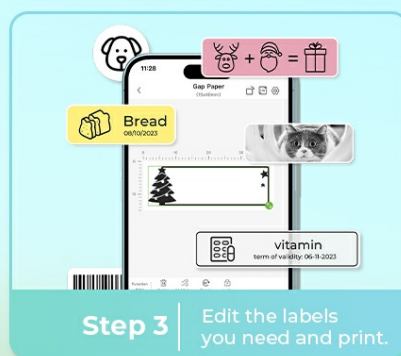 11:28
Gap Paper
Bread
08/10/2023
vitamin
term of validity: 06-11-2023
Step 3
Edit the labels
you need and print.